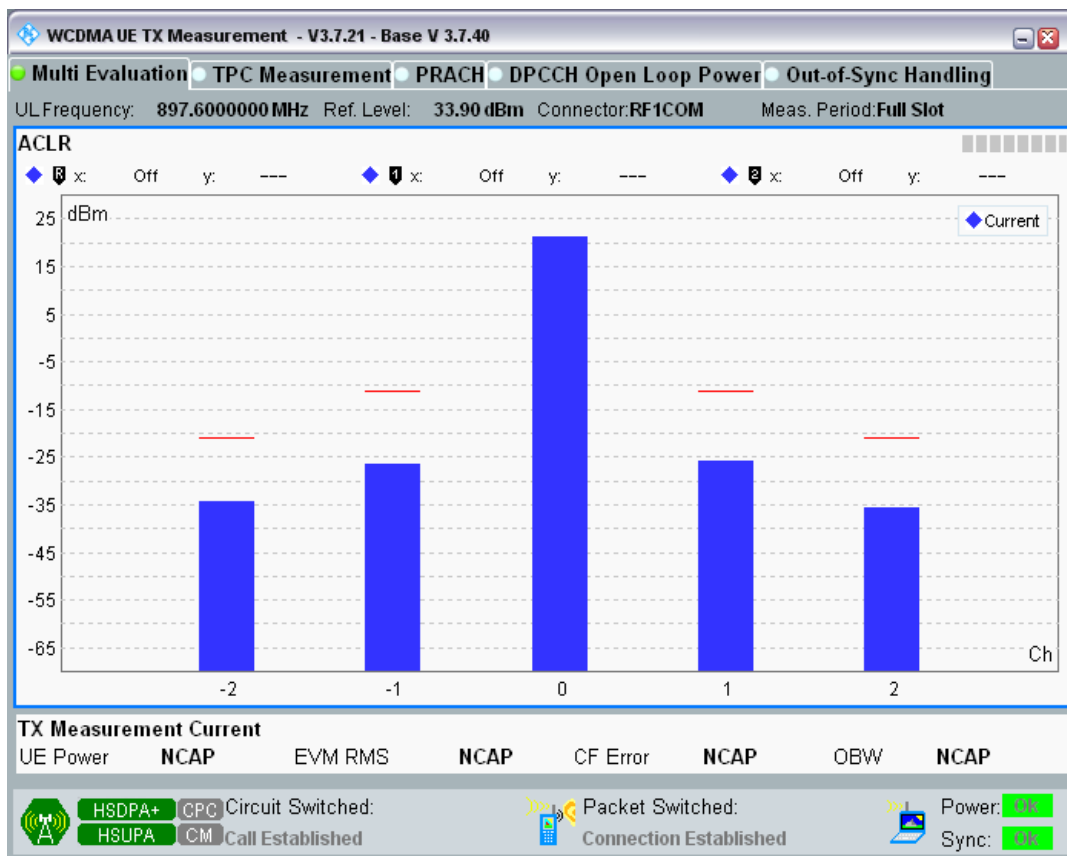 WCDMA UE TX Measurement - V3.7.21 - Base V 3.7.40
Multi Evaluation TPC Measurement PRACH DPCCH Open Loop Power Out-of-Sync Handling
UL Frequency: 897.6000000 MHz Ref. Level: 33.90 dBm Connector:RF1COM Meas. Period:Full Slot
ACLR
R x: Off y: --- 1 x: Off y: --- 2 x: Off y: ---
dBm
Current
25
15
5
-5
-15
-25
-35
-45
-55
-65
Ch
-2 -1 0 1 2
TX Measurement Current
UE Power NCAP EVM RMS NCAP CF Error NCAP OBW NCAP
HSDPA+ CPC Circuit Switched: Packet Switched: Power: Ok
HSUPA CM Call Established Connection Established Sync: Ok